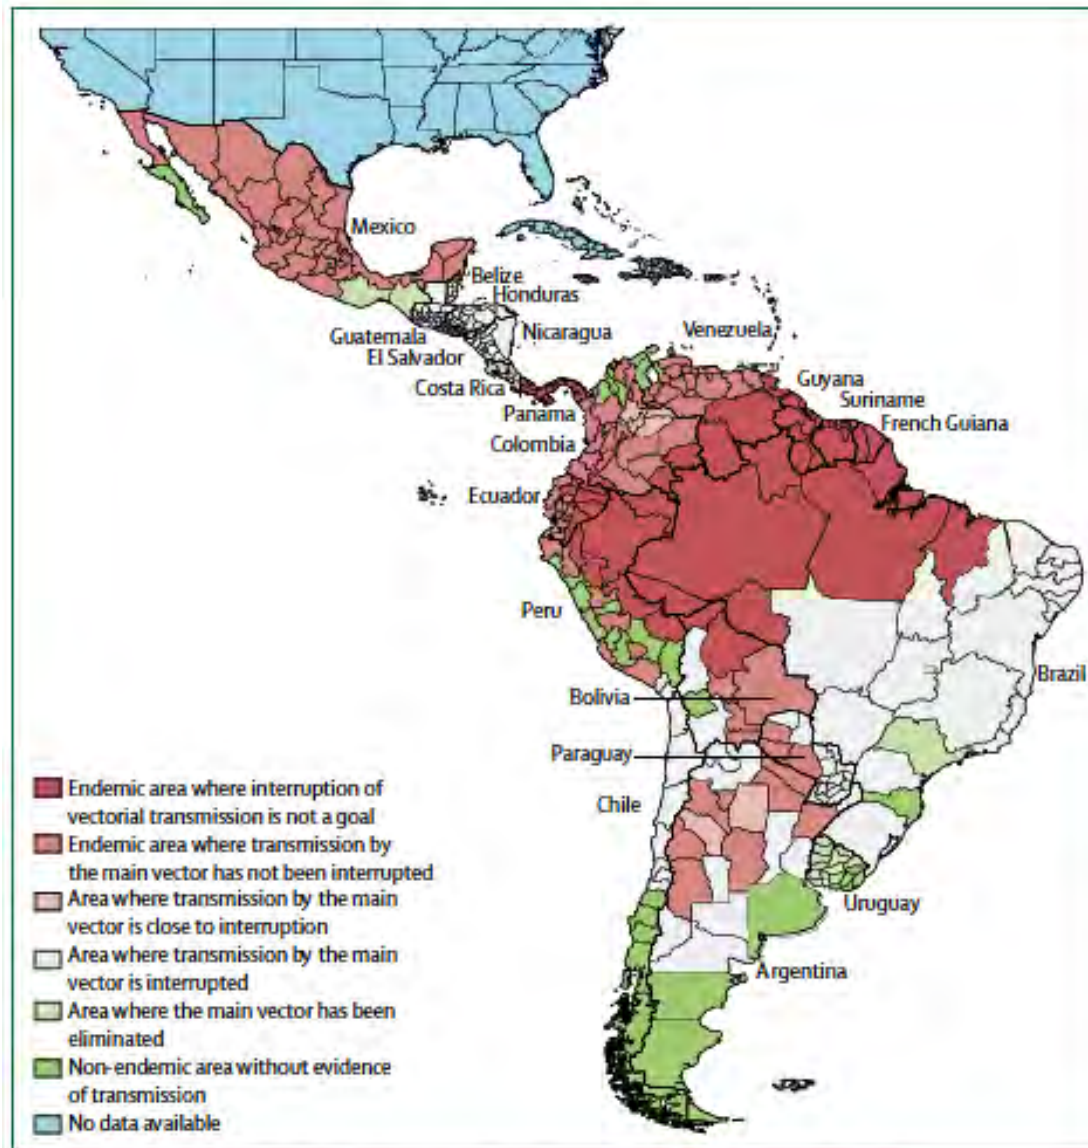 Mexico
Belize
Honduras
Guatemala
Nicaragua
El Salvador
Costa Rica
Panama
Venezuela
Guyana
Suriname
French Guiana
Colombia
Ecuador
Peru
Brazil
Bolivia
Paraguay
Chile
Uruguay
Argentina
Endemic area where interruption of
vectorial transmission is not a goal
Endemic area where transmission by
the main vector has not been interrupted
Area where transmission by the main
vector is close to interruption
Area where transmission by the main
vector is interrupted
Area where the main vector has been
eliminated
Non-endemic area without evidence
of transmission
No data available